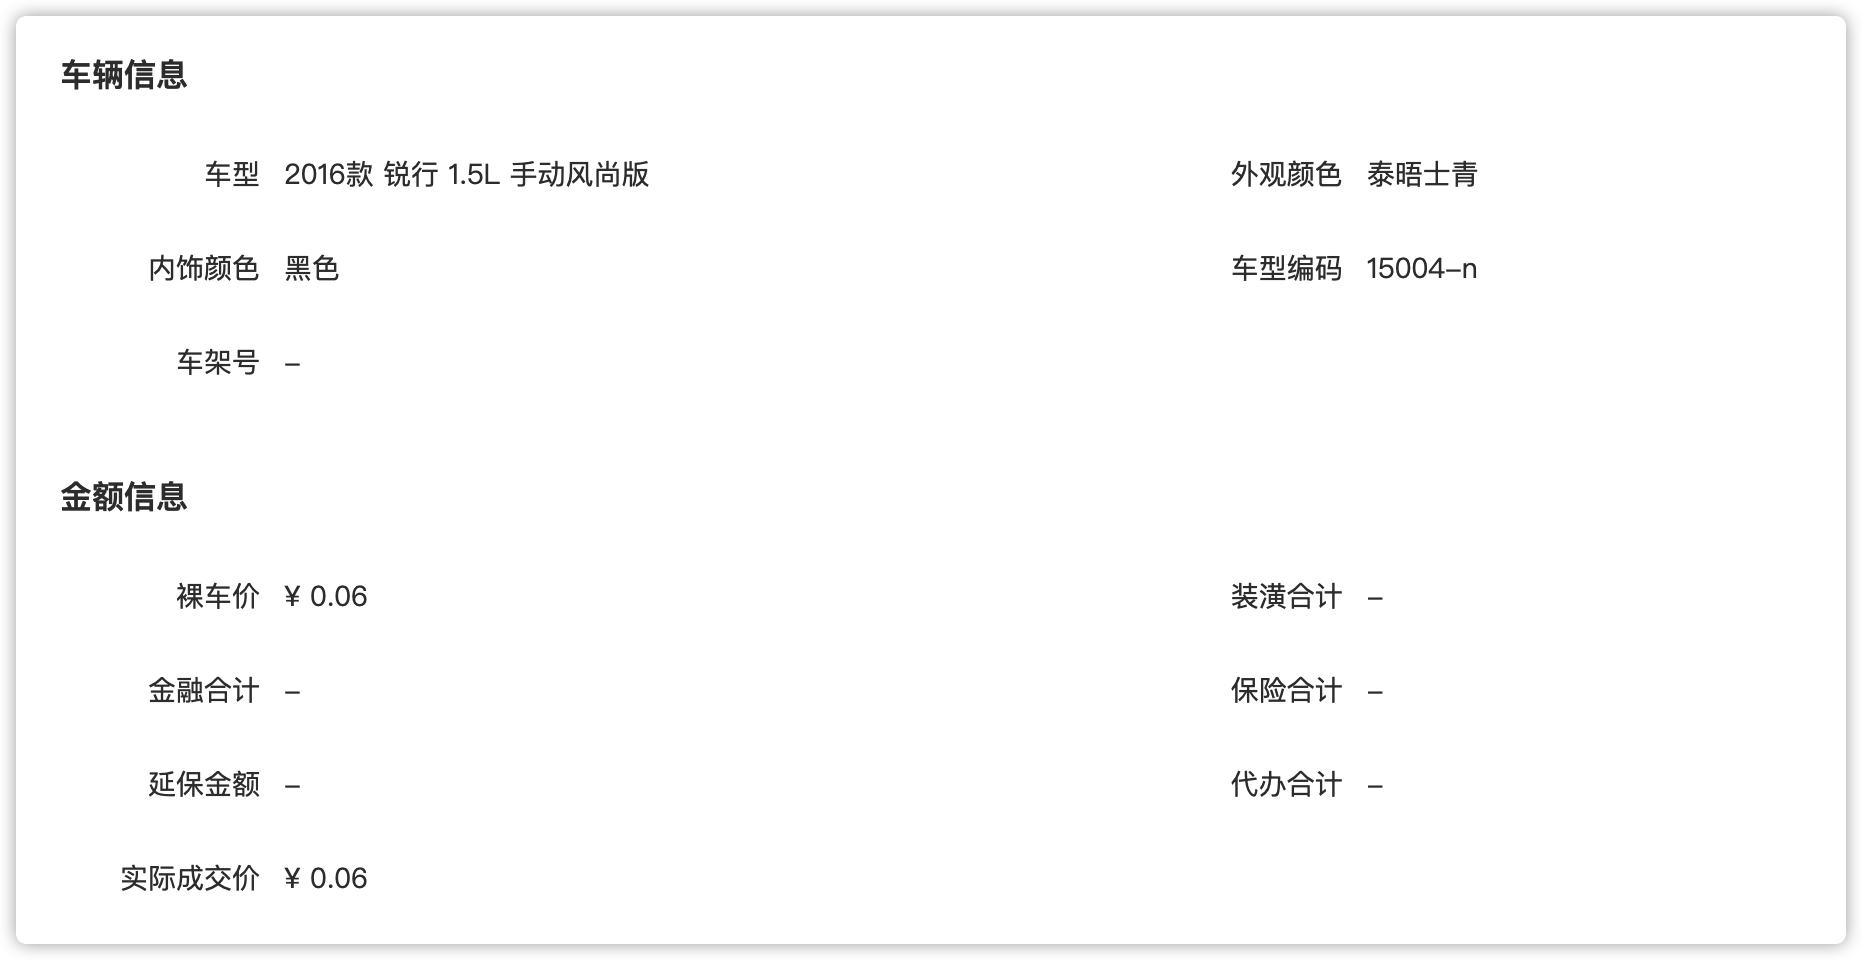 车辆信息
车型 2016款 锐行 1.5L 手动风尚版 外观颜色 泰晤士青
内饰颜色 黑色 车型编码 15004-n
车架号 -
金额信息
裸车价 ¥ 0.06 装潢合计 -
金融合计 - 保险合计 -
延保金额 - 代办合计 -
实际成交价 ¥ 0.06